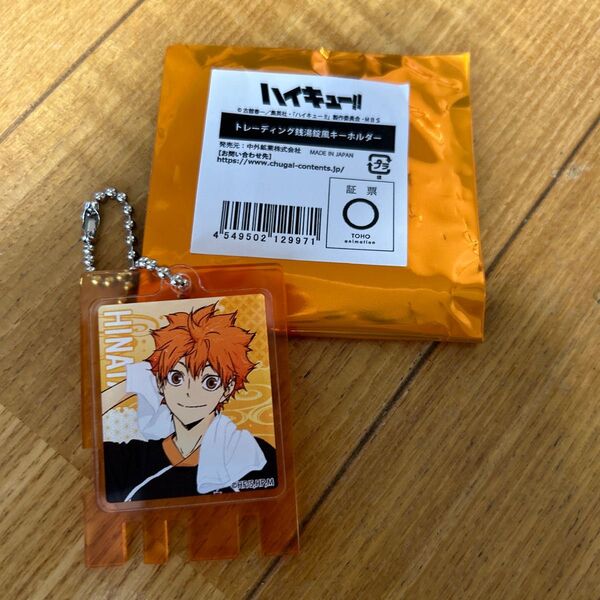 ハイキュー!!
© 古舘春一／集英社・「ハイキュー!!」製作委員会・MBS
トレーディング銭湯錠風キーホルダー
発売元：中外鉱業株式会社 MADE IN JAPAN
【お問い合わせ先】
https://www.chugai-contents.jp/
プラ
4 549502 129971
証票
TOHO
animation
©H.F./S,HP,M